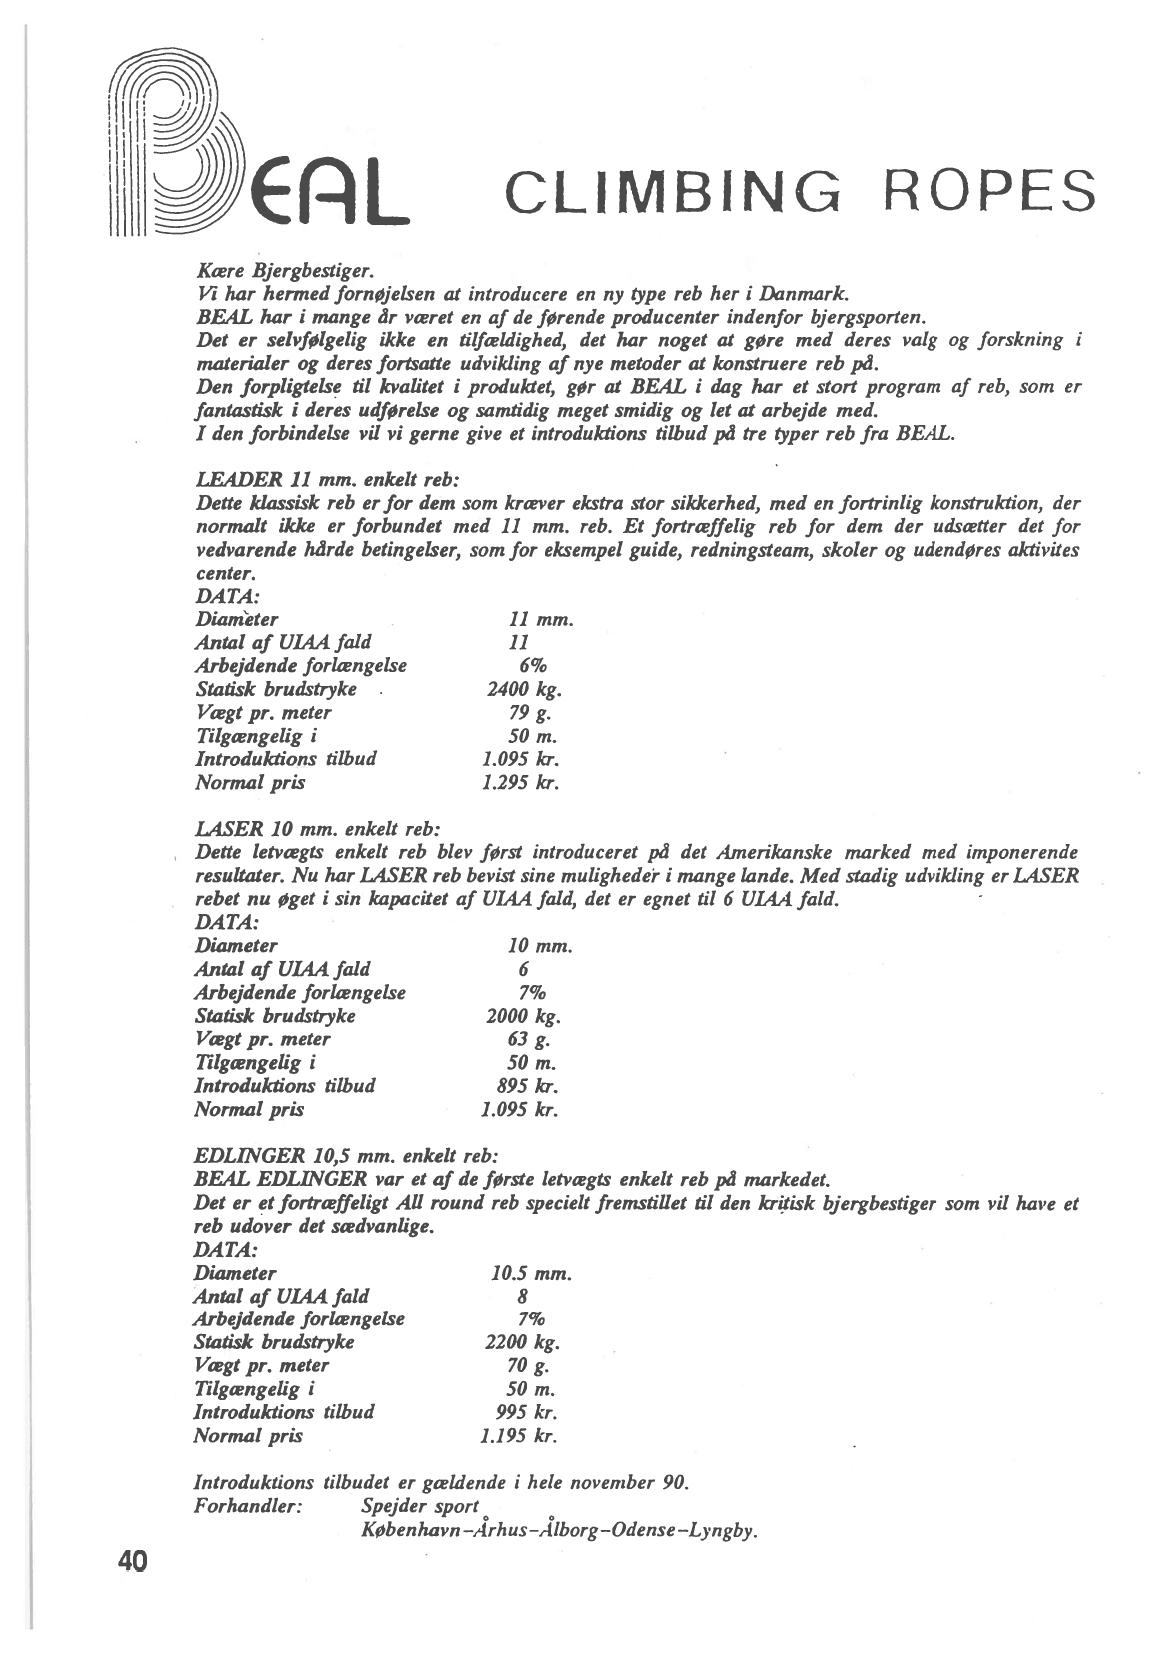 BEAL CLIMBING ROPES
Kære Bjergbestiger.
Vi har hermed fornøjelsen at introducere en ny type reb her i Danmark.
BEAL har i mange år været en af de førende producenter indenfor bjergsporten.
Det er selvfølgelig ikke en tilfældighed, det har noget at gøre med deres valg og forskning i
materialer og deres fortsatte udvikling af nye metoder at konstruere reb på.
Den forpligtelse til kvalitet i produktet, gør at BEAL i dag har et stort program af reb, som er
fantastisk i deres udførelse og samtidig meget smidig og let at arbejde med.
I den forbindelse vil vi gerne give et introduktions tilbud på tre typer reb fra BEAL.
LEADER 11 mm. enkelt reb:
Dette klassisk reb er for dem som kræver ekstra stor sikkerhed, med en fortrinlig konstruktion, der
normalt ikke er forbundet med 11 mm. reb. Et fortræffelig reb for dem der udsætter det for
vedvarende hårde betingelser, som for eksempel guide, redningsteam, skoler og udendøres aktivites
center.
DATA:
Diameter 11 mm.
Antal af UIAA fald 11
Arbejdende forlængelse 6%
Statisk brudstryke 2400 kg.
Vægt pr. meter 79 g.
Tilgængelig i 50 m.
Introduktions tilbud 1.095 kr.
Normal pris 1.295 kr.
LASER 10 mm. enkelt reb:
Dette letvægts enkelt reb blev først introduceret på det Amerikanske marked med imponerende
resultater. Nu har LASER reb bevist sine muligheder i mange lande. Med stadig udvikling er LASER
rebet nu øget i sin kapacitet af UIAA fald, det er egnet til 6 UIAA fald.
DATA:
Diameter 10 mm.
Antal af UIAA fald 6
Arbejdende forlængelse 7%
Statisk brudstryke 2000 kg.
Vægt pr. meter 63 g.
Tilgængelig i 50 m.
Introduktions tilbud 895 kr.
Normal pris 1.095 kr.
EDLINGER 10,5 mm. enkelt reb:
BEAL EDLINGER var et af de første letvægts enkelt reb på markedet.
Det er et fortræffeligt All round reb specielt fremstillet til den kritisk bjergbestiger som vil have et
reb udover det sædvanlige.
DATA:
Diameter 10.5 mm.
Antal af UIAA fald 8
Arbejdende forlængelse 7%
Statisk brudstryke 2200 kg.
Vægt pr. meter 70 g.
Tilgængelig i 50 m.
Introduktions tilbud 995 kr.
Normal pris 1.195 kr.
Introduktions tilbudet er gældende i hele november 90.
Forhandler: Spejder sport
København-Århus-Ålborg-Odense-Lyngby.
40